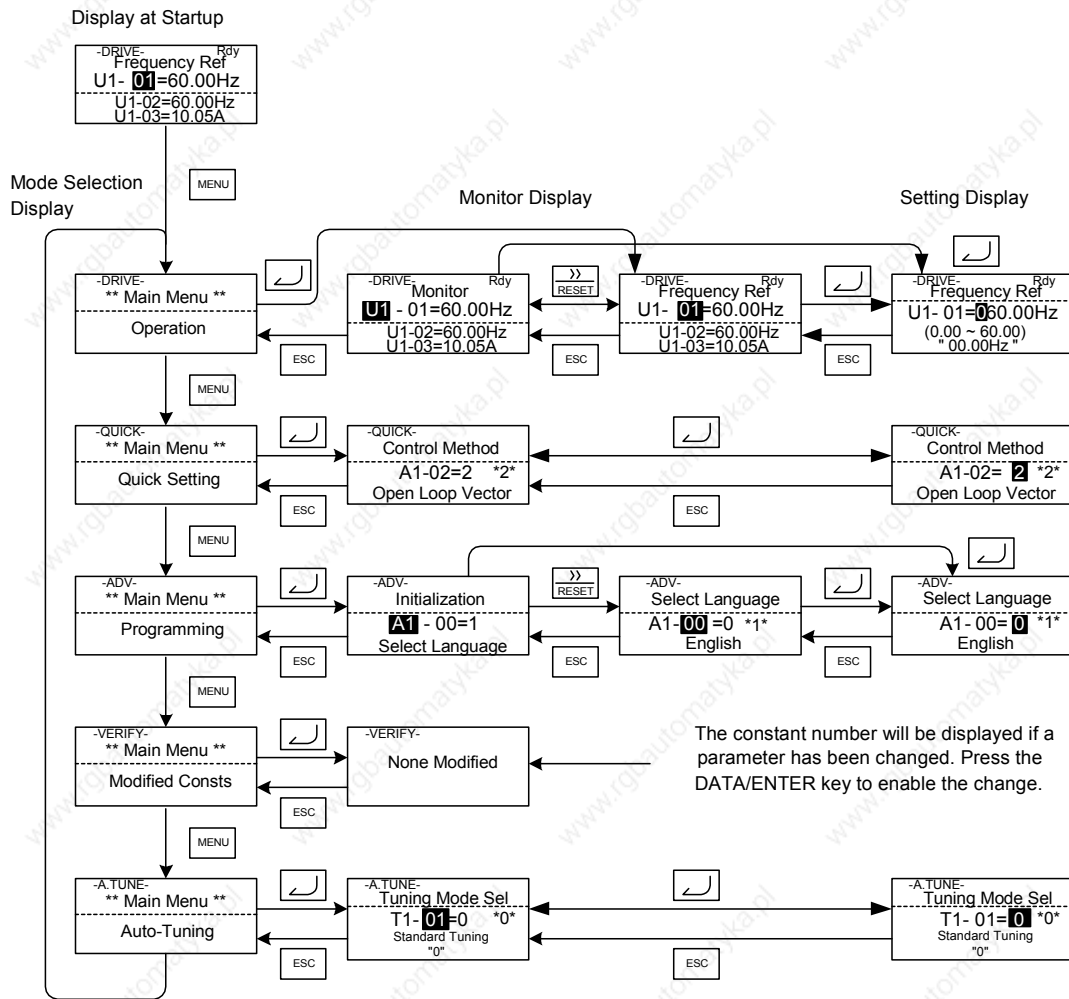 Display at Startup
-DRIVE- Rdy
Frequency Ref
U1- 01=60.00Hz
U1-02=60.00Hz
U1-03=10.05A
MENU
Mode Selection
Display
Monitor Display
Setting Display
-DRIVE-
** Main Menu **
Operation
ESC
-DRIVE- Rdy
Monitor
U1 - 01=60.00Hz
U1-02=60.00Hz
U1-03=10.05A
>>
RESET
ESC
-DRIVE- Rdy
Frequency Ref
U1- 01=60.00Hz
U1-02=60.00Hz
U1-03=10.05A
ESC
-DRIVE- Rdy
Frequency Ref
U1- 01=060.00Hz
(0.00 ~ 60.00)
" 00.00Hz "
MENU
-QUICK-
** Main Menu **
Quick Setting
ESC
-QUICK-
Control Method
A1-02=2 *2*
Open Loop Vector
ESC
-QUICK-
Control Method
A1-02= 2 *2*
Open Loop Vector
MENU
-ADV-
** Main Menu **
Programming
ESC
-ADV-
Initialization
A1 - 00=1
Select Language
>>
RESET
ESC
-ADV-
Select Language
A1-00 =0 *1*
English
ESC
-ADV-
Select Language
A1- 00= 0 *1*
English
MENU
-VERIFY-
** Main Menu **
Modified Consts
ESC
-VERIFY-
None Modified
The constant number will be displayed if a
parameter has been changed. Press the
DATA/ENTER key to enable the change.
MENU
-A.TUNE-
** Main Menu **
Auto-Tuning
ESC
-A.TUNE-
Tuning Mode Sel
T1- 01=0 *0*
Standard Tuning
"0"
ESC
-A.TUNE-
Tuning Mode Sel
T1- 01= 0 *0*
Standard Tuning
"0"
www.rgbautomatyka.pl